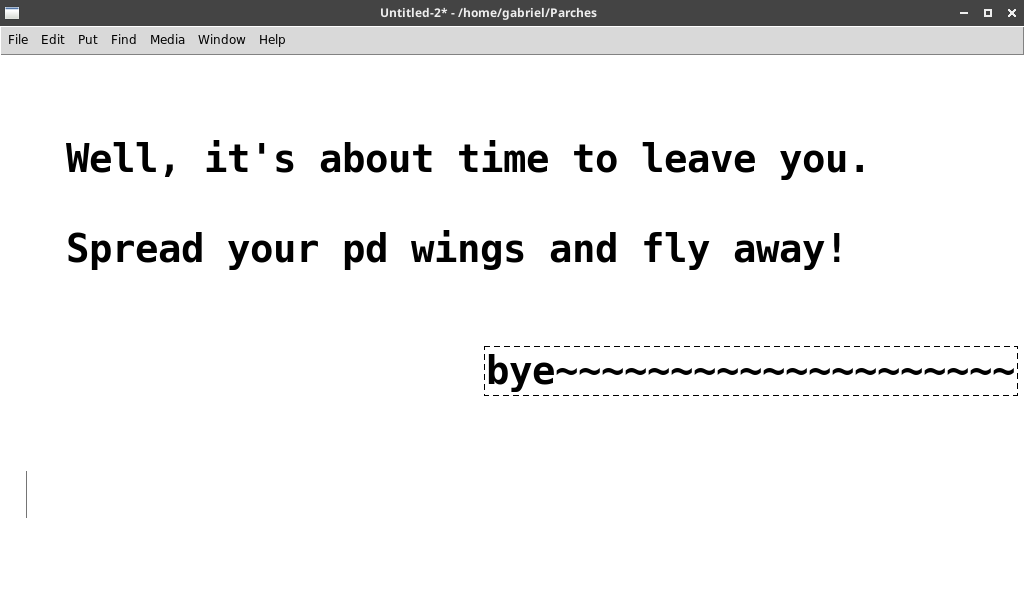 Untitled-2* - /home/gabriel/Parches
File Edit Put Find Media Window Help
Well, it's about time to leave you.
Spread your pd wings and fly away!
bye~~~~~~~~~~~~~~~~~~~~